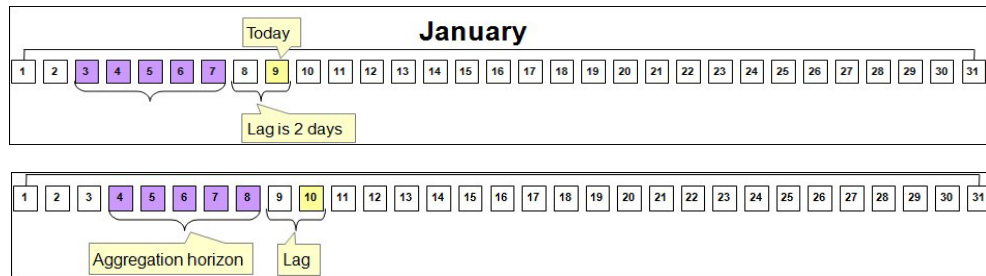 January
Today
1 2 3 4 5 6 7 8 9 10 11 12 13 14 15 16 17 18 19 20 21 22 23 24 25 26 27 28 29 30 31
Lag is 2 days
1 2 3 4 5 6 7 8 9 10 11 12 13 14 15 16 17 18 19 20 21 22 23 24 25 26 27 28 29 30 31
Aggregation horizon
Lag